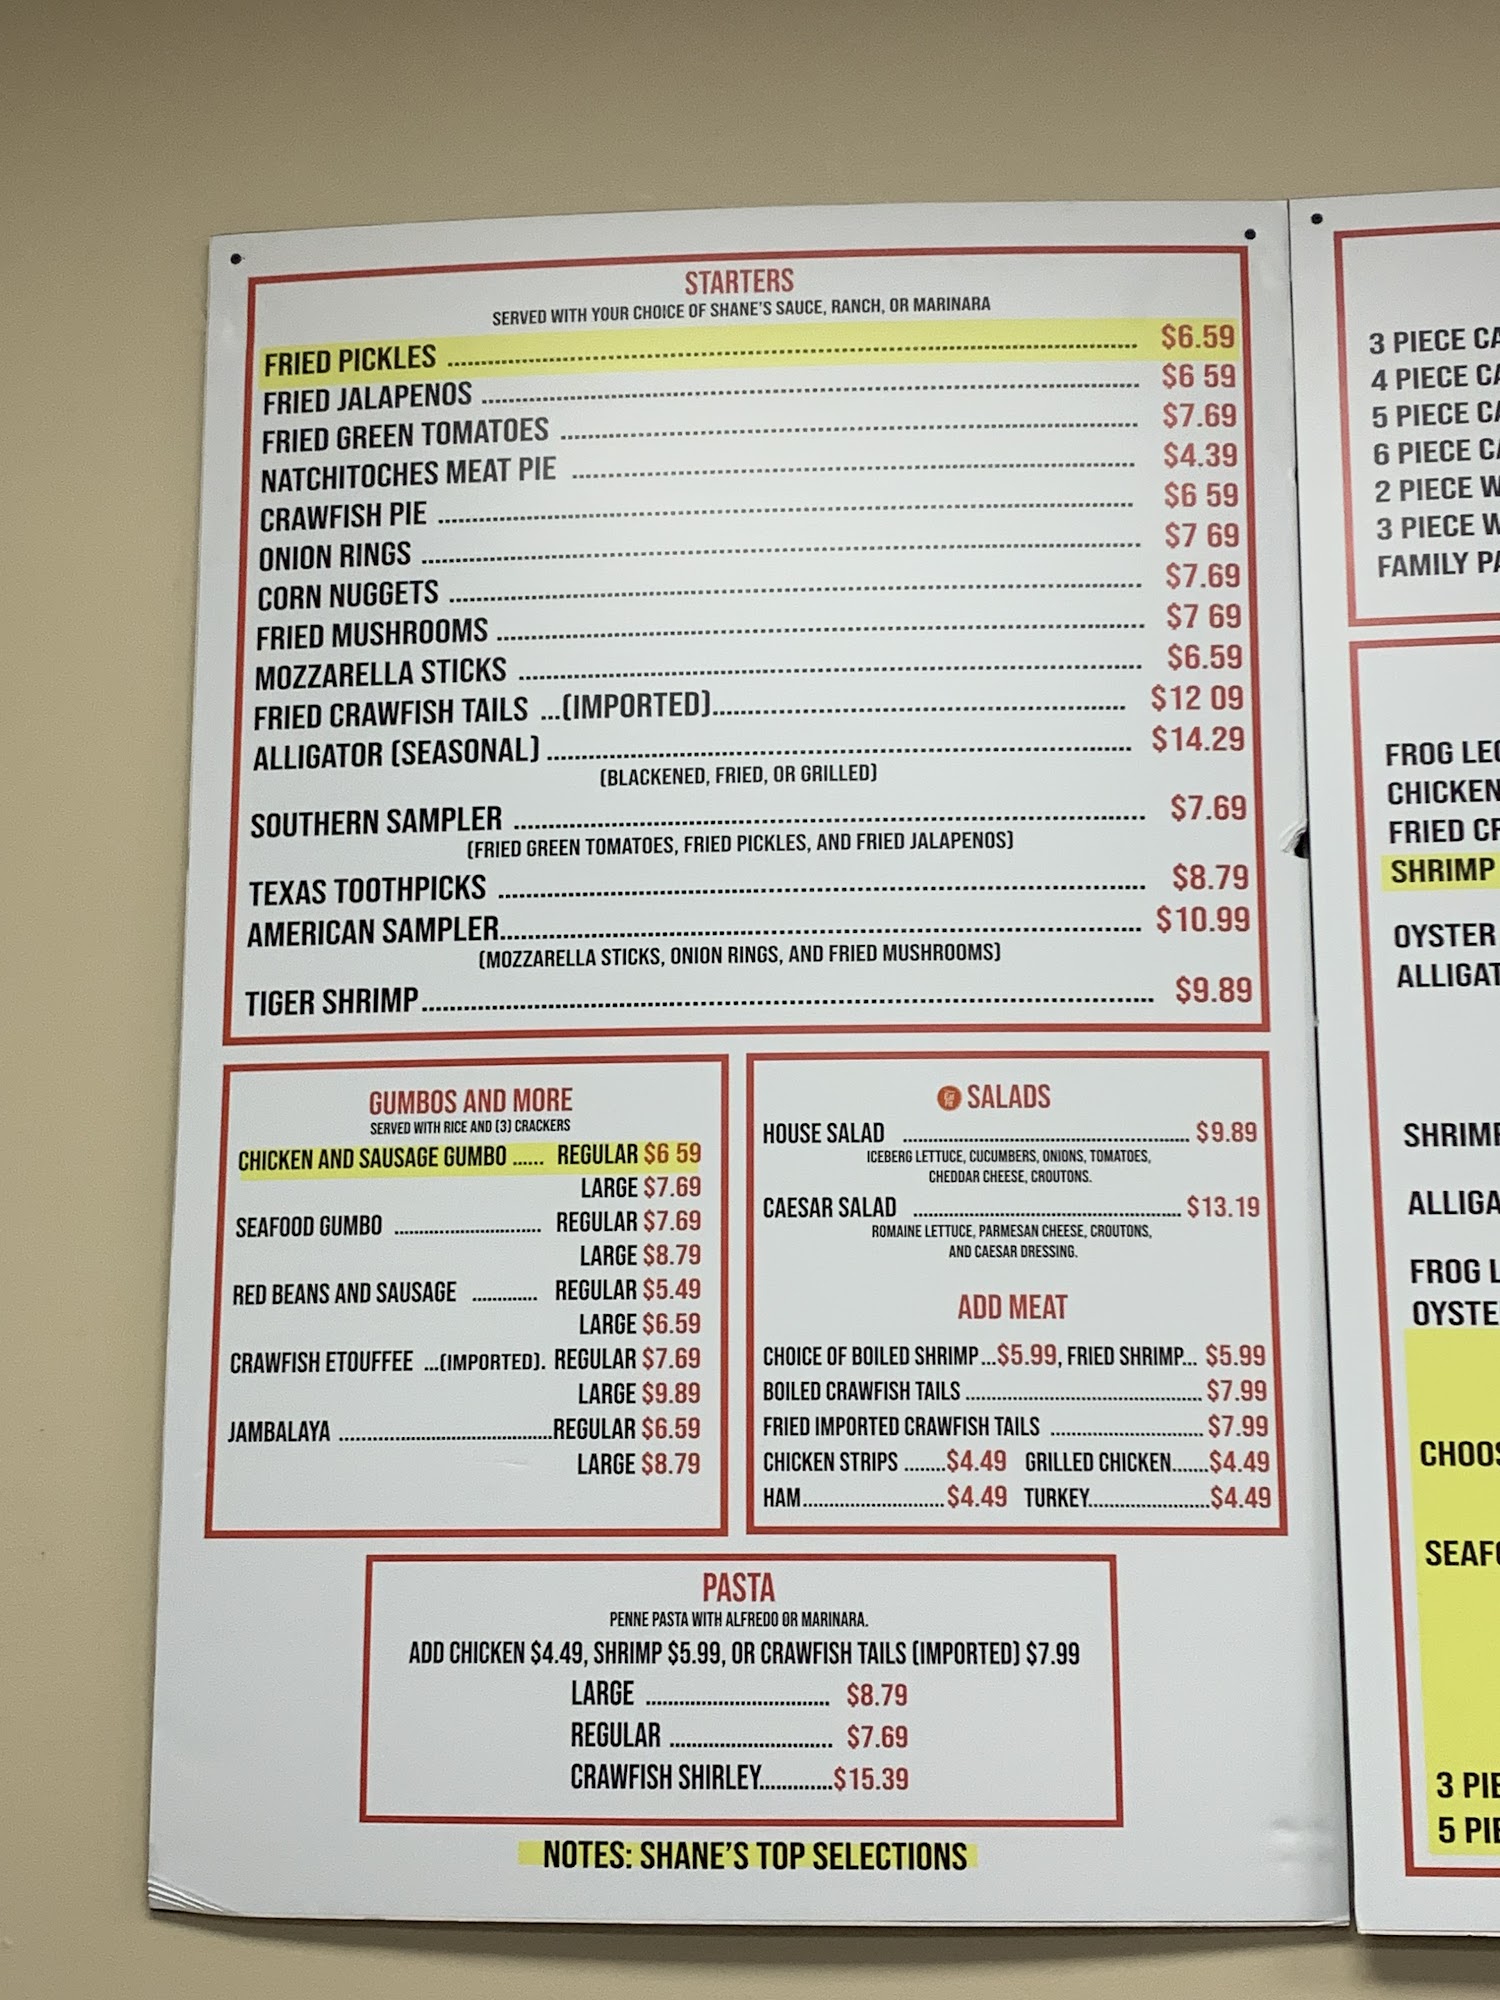 STARTERS
SERVED WITH YOUR CHOICE OF SHANE'S SAUCE, RANCH, OR MARINARA
FRIED PICKLES ........ $6.59
FRIED JALAPENOS ........ $6 59
FRIED GREEN TOMATOES ........ $7.69
NATCHITOCHES MEAT PIE ........ $4.39
CRAWFISH PIE ........ $6 59
ONION RINGS ........ $7 69
CORN NUGGETS ........ $7.69
FRIED MUSHROOMS ........ $7 69
MOZZARELLA STICKS ........ $6.59
FRIED CRAWFISH TAILS ...(IMPORTED)........ $12 09
ALLIGATOR (SEASONAL) ........ $14.29
(BLACKENED, FRIED, OR GRILLED)
SOUTHERN SAMPLER ........ $7.69
(FRIED GREEN TOMATOES, FRIED PICKLES, AND FRIED JALAPENOS)
TEXAS TOOTHPICKS ........ $8.79
AMERICAN SAMPLER........ $10.99
(MOZZARELLA STICKS, ONION RINGS, AND FRIED MUSHROOMS)
TIGER SHRIMP........ $9.89
GUMBOS AND MORE
SERVED WITH RICE AND (3) CRACKERS
CHICKEN AND SAUSAGE GUMBO ...... REGULAR $6 59
LARGE $7.69
SEAFOOD GUMBO ........ REGULAR $7.69
LARGE $8.79
RED BEANS AND SAUSAGE ........ REGULAR $5.49
LARGE $6.59
CRAWFISH ETOUFFEE ...(IMPORTED). REGULAR $7.69
LARGE $9.89
JAMBALAYA ........REGULAR $6.59
LARGE $8.79
SALADS
HOUSE SALAD ........ $9.89
ICEBERG LETTUCE, CUCUMBERS, ONIONS, TOMATOES,
CHEDDAR CHEESE, CROUTONS.
CAESAR SALAD ........ $13.19
ROMAINE LETTUCE, PARMESAN CHEESE, CROUTONS,
AND CAESAR DRESSING.
ADD MEAT
CHOICE OF BOILED SHRIMP...$5.99, FRIED SHRIMP... $5.99
BOILED CRAWFISH TAILS ........ $7.99
FRIED IMPORTED CRAWFISH TAILS ........ $7.99
CHICKEN STRIPS ........$4.49 GRILLED CHICKEN.......$4.49
HAM........$4.49 TURKEY........$4.49
PASTA
PENNE PASTA WITH ALFREDO OR MARINARA.
ADD CHICKEN $4.49, SHRIMP $5.99, OR CRAWFISH TAILS (IMPORTED) $7.99
LARGE ........ $8.79
REGULAR ........ $7.69
CRAWFISH SHIRLEY........$15.39
NOTES: SHANE'S TOP SELECTIONS
3 PIECE
4 PIECE
5 PIECE
6 PIECE
2 PIECE
3 PIECE
FAMILY
FROG
CHICKEN
FRIED
SHRIMP
OYSTER
FROG
3
5